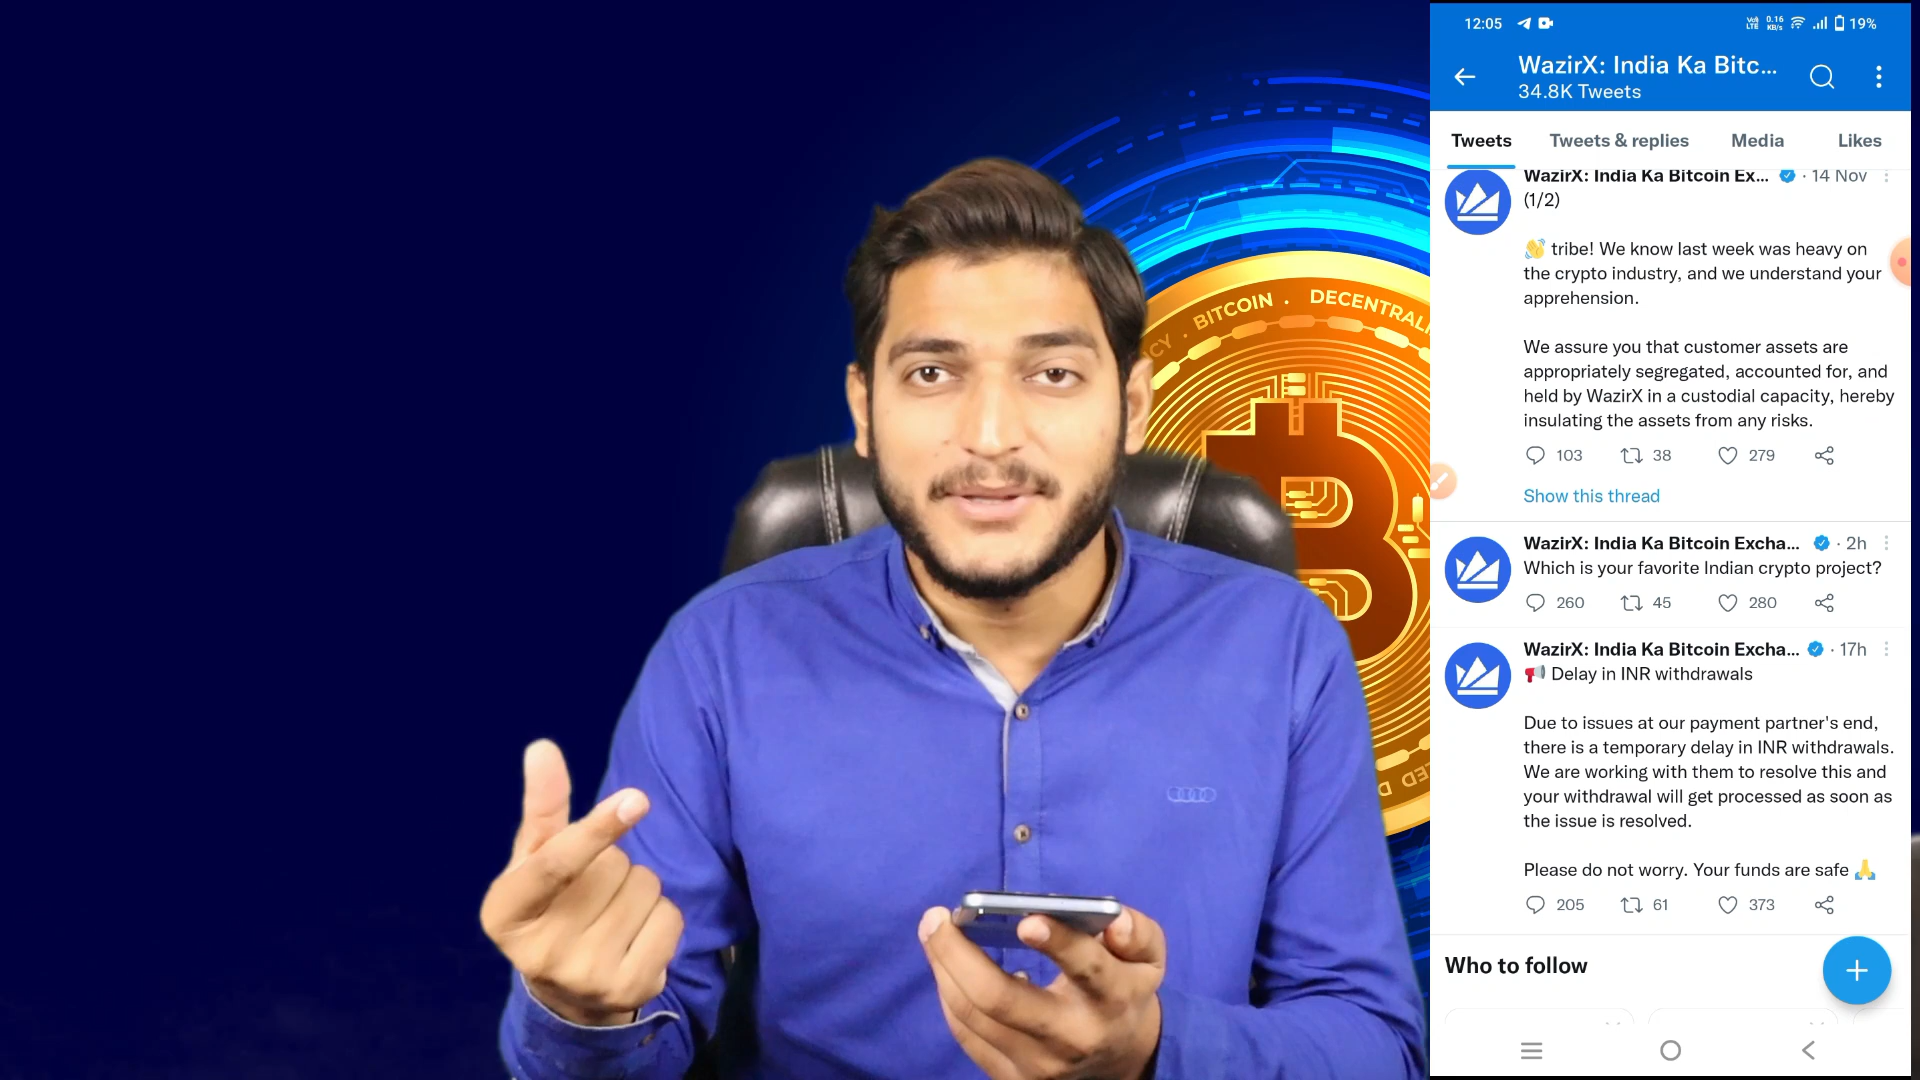 12:05
Vo)
LTE
0.16
KB/s
19%
WazirX: India Ka Bitc...
34.8K Tweets
Tweets
Tweets & replies
Media
Likes
WazirX: India Ka Bitcoin Ex... · 14 Nov
(1/2)
👋 tribe! We know last week was heavy on
the crypto industry, and we understand your
apprehension.
We assure you that customer assets are
appropriately segregated, accounted for, and
held by WazirX in a custodial capacity, hereby
insulating the assets from any risks.
103 38 279
Show this thread
WazirX: India Ka Bitcoin Excha... · 2h
Which is your favorite Indian crypto project?
260 45 280
WazirX: India Ka Bitcoin Excha... · 17h
📢 Delay in INR withdrawals
Due to issues at our payment partner's end,
there is a temporary delay in INR withdrawals.
We are working with them to resolve this and
your withdrawal will get processed as soon as
the issue is resolved.
Please do not worry. Your funds are safe 🙏
205 61 373
Who to follow
CY · BITCOIN · DECENTRALI